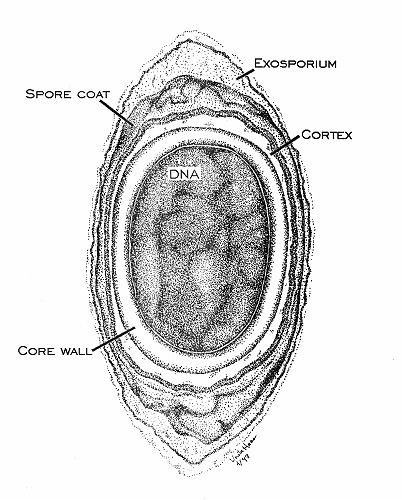 EXOSPORIUM
SPORE COAT
CORTEX
DNA
CORE WALL